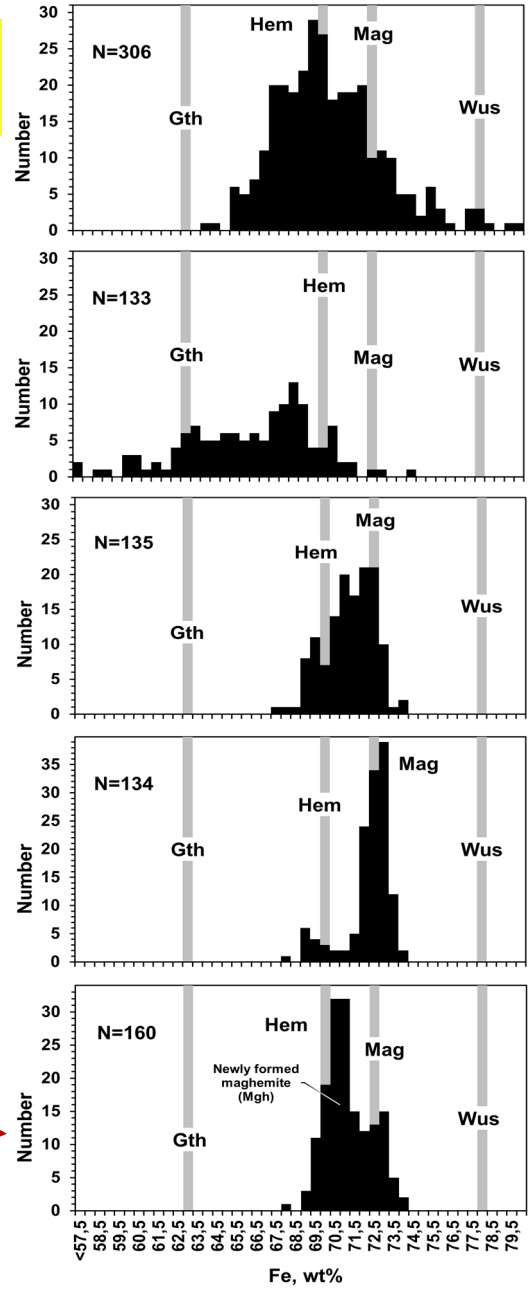 30
25
20
15
10
5
0
Number
N=306
Hem
Mag
Gth
Wus
30
25
20
15
10
5
0
Number
N=133
Hem
Gth
Mag
Wus
30
25
20
15
10
5
0
Number
N=135
Mag
Hem
Gth
Wus
35
30
25
20
15
10
5
0
Number
N=134
Mag
Hem
Gth
Wus
30
25
20
15
10
5
0
Number
N=160
Hem
Mag
Newly formed
maghemite
(Mgh)
Gth
Wus
<57,5
58,5
59,5
60,5
61,5
62,5
63,5
64,5
65,5
66,5
67,5
68,5
69,5
70,5
71,5
72,5
73,5
74,5
75,5
76,5
77,5
78,5
79,5
Fe, wt%